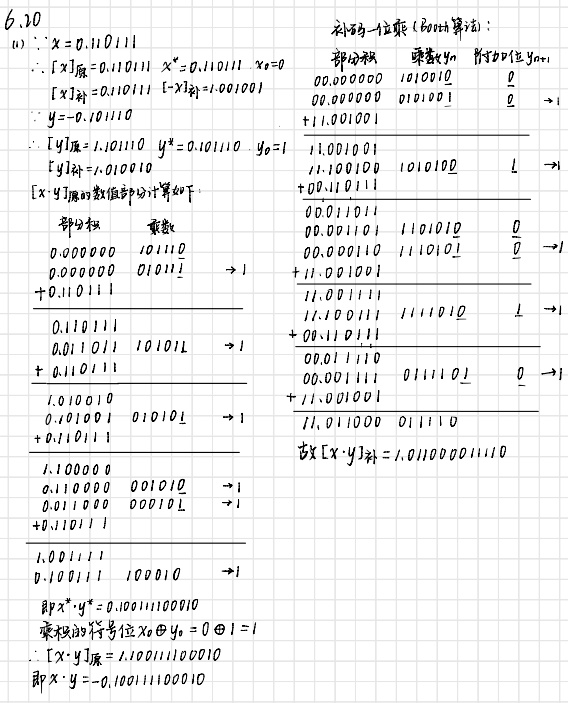 6.20
(1) ∵ x = 0.110111
∴ [x]原 = 0.110111 x* = 0.110111 x₀ = 0
[x]补 = 0.110111 [-x]补 = 1.001001
∵ y = -0.101110
∴ [y]原 = 1.101110 y* = 0.101110 y₀ = 1
[y]补 = 1.010010
[x·y]原的数值部分计算如下:
部分积 乘数
0.000000 101110
0.000000 010111 →1
+0.110111
0.110111
0.011011 101011 →1
+0.110111
1.010010
0.101001 010101 →1
+0.110111
1.100000
0.110000 001010 →1
0.011000 000101 →1
+0.110111
1.001111
0.100111 100010 →1
即x*·y* = 0.100111100010
乘积的符号位x₀⊕y₀ = 0⊕1 = 1
∴ [x·y]原 = 1.100111100010
即x·y = -0.100111100010
补码一位乘(Booth算法):
部分积 乘数yn 附加位yn+1
00.000000 1010010 0
00.000000 0101001 0 →1
+11.001001
11.001001
11.100100 1010100 1 →1
+00.110111
00.011011
00.001101 1101010 0
00.000110 1110101 0 →1
+11.001001
11.001111
11.100111 1111010 1 →1
+00.110111
00.011110
00.001111 0111101 0 →1
+11.001001
11.011000 011110
故[x·y]补 = 1.011000011110